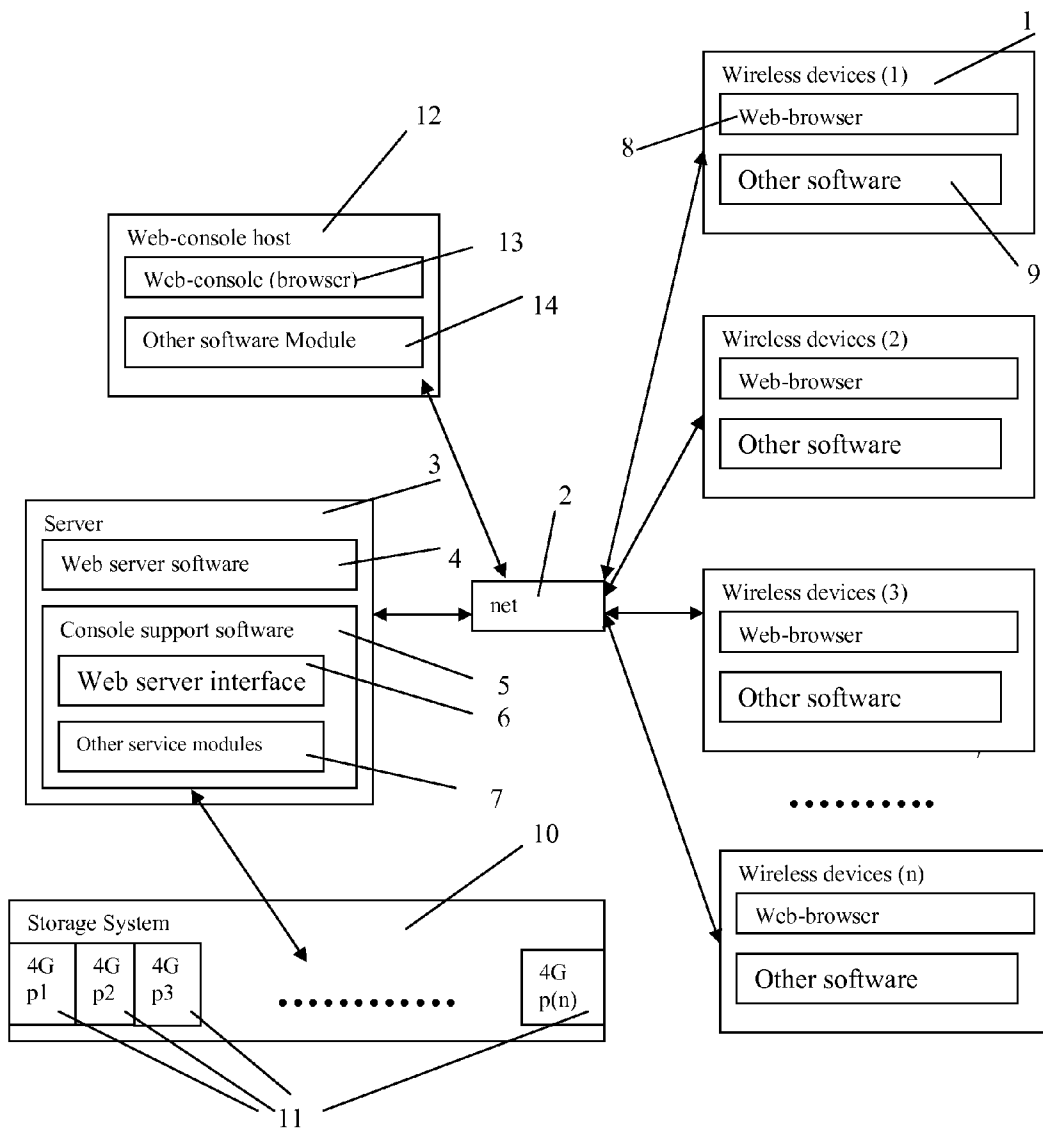 1
Wireless devices (1)
Web-browser
8
Other software
9
12
Web-console host
13
Web-console (browser)
14
Other software Module
Wireless devices (2)
Web-browser
Other software
3
Server
Web server software
4
2
net
Console support software
5
Web server interface
6
Other service modules
7
Wireless devices (3)
Web-browser
Other software
..........
10
Storage System
4G
p1
4G
p2
4G
p3
............
4G
p(n)
11
Wireless devices (n)
Web-browser
Other software